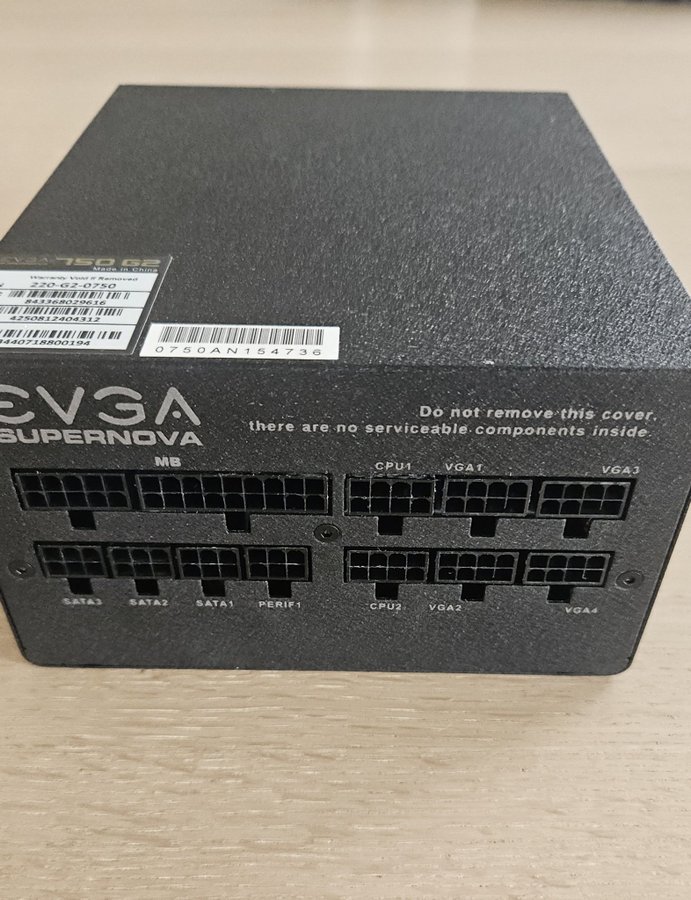 750 G2
Made in China
Warranty Void If Removed
220-G2-0750
843368029616
4250812404312
0750AN154736
EVGA
SUPERNOVA
Do not remove this cover,
there are no serviceable components inside.
MB
CPU1 VGA1 VGA3
SATA3 SATA2 SATA1 PERIF1 CPU2 VGA2 VGA4